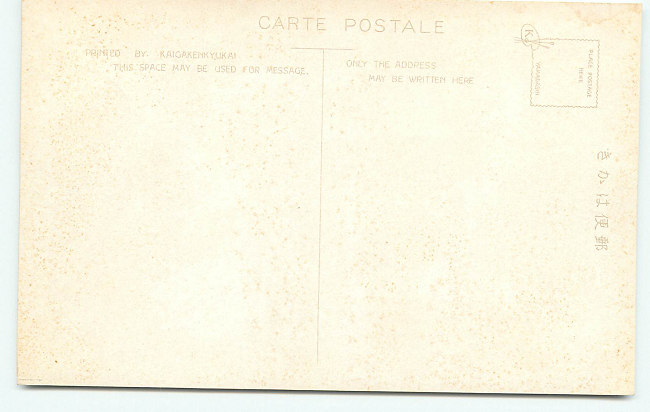 CARTE POSTALE
PRINTED BY KAIGAKENKYUKAI
THIS SPACE MAY BE USED FOR MESSAGE.
ONLY THE ADDRESS
MAY BE WRITTEN HERE
PLACE POSTAGE
HERE
きかは便郵